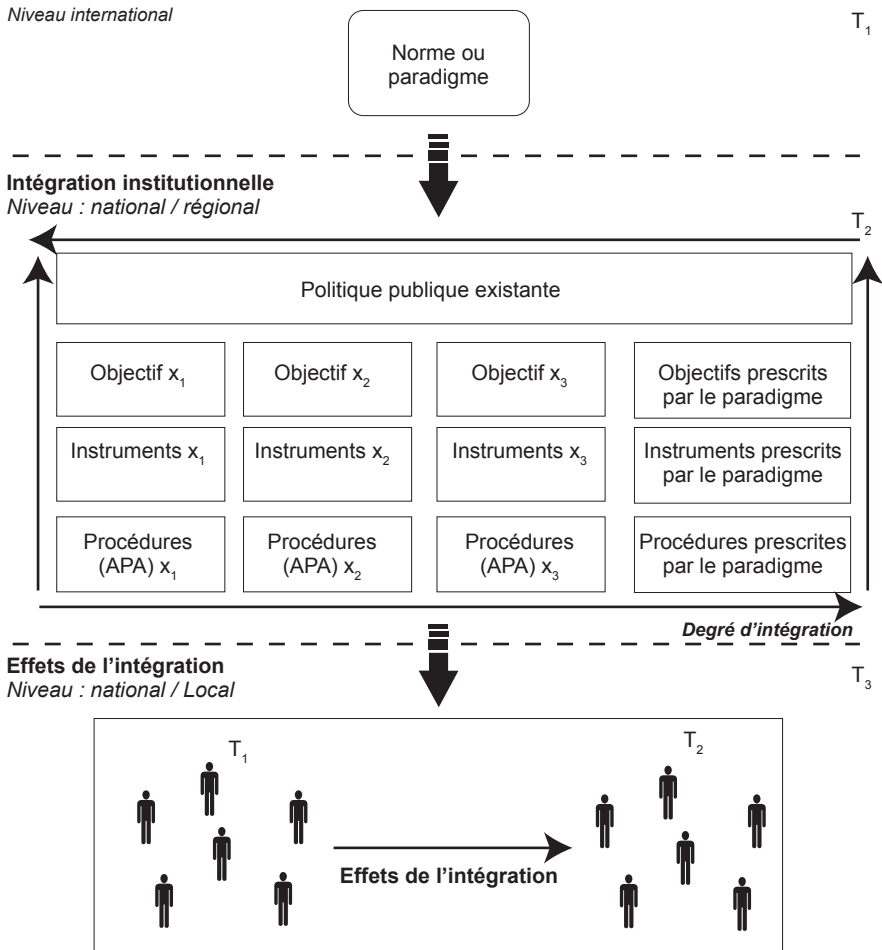 Niveau international
T₁
Norme ou
paradigme
Intégration institutionnelle
Niveau : national / régional
T₂
Politique publique existante
Objectif x₁
Objectif x₂
Objectif x₃
Objectifs prescrits
par le paradigme
Instruments x₁
Instruments x₂
Instruments x₃
Instruments prescrits
par le paradigme
Procédures
(APA) x₁
Procédures
(APA) x₂
Procédures
(APA) x₃
Procédures prescrites
par le paradigme
Degré d’intégration
Effets de l’intégration
Niveau : national / Local
T₃
T₁
T₂
Effets de l’intégration